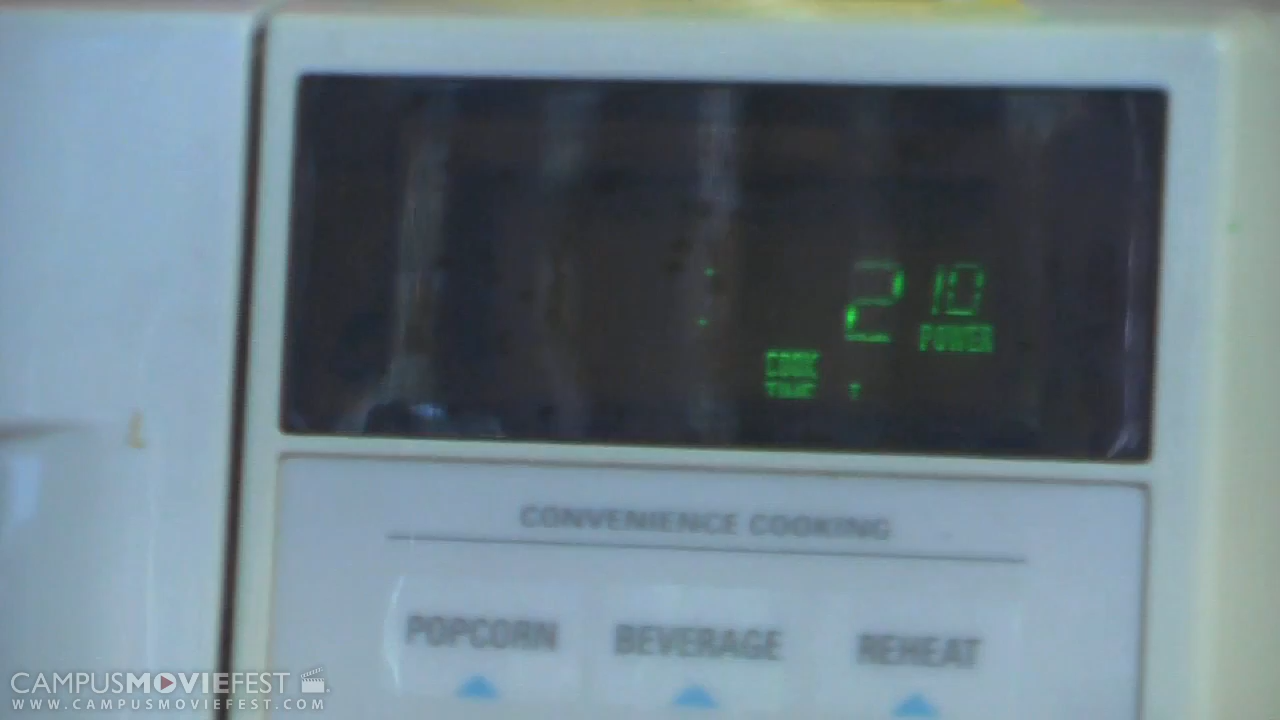 : 2 10
POWER
COOK
TIME
CONVENIENCE COOKING
POPCORN BEVERAGE REHEAT
CAMPUSMOVIEFEST
WWW.CAMPUSMOVIEFEST.COM